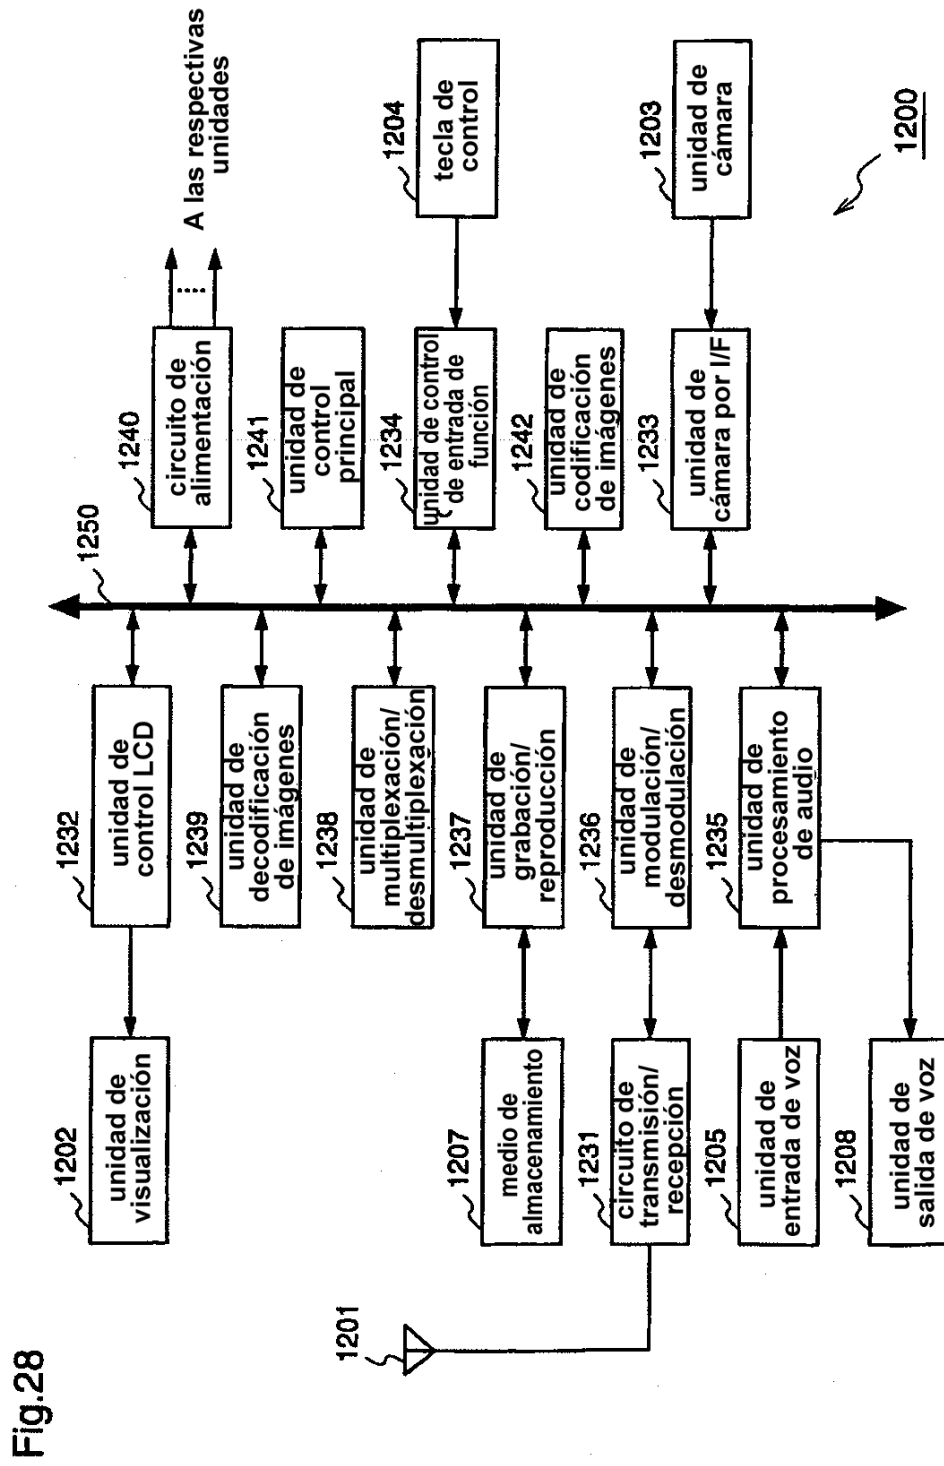 Fig.28
1202
unidad de
visualización
1232
unidad de
control LCD
1250
1240
circuito de
alimentación
A las respectivas
unidades
1239
unidad de
decodificación
de imágenes
1241
unidad de
control
principal
1201
1238
unidad de
multiplexación/
desmultiplexación
1234
unidad de control
de entrada de
función
1204
tecla de
control
1207
medio de
almacenamiento
1237
unidad de
grabación/
reproducción
1242
unidad de
codificación
de imágenes
1231
circuito de
transmisión/
recepción
1236
unidad de
modulación/
desmodulación
1233
unidad de
cámara por I/F
1203
unidad de
cámara
1205
unidad de
entrada de voz
1235
unidad de
procesamiento
de audio
1208
unidad de
salida de voz
1200